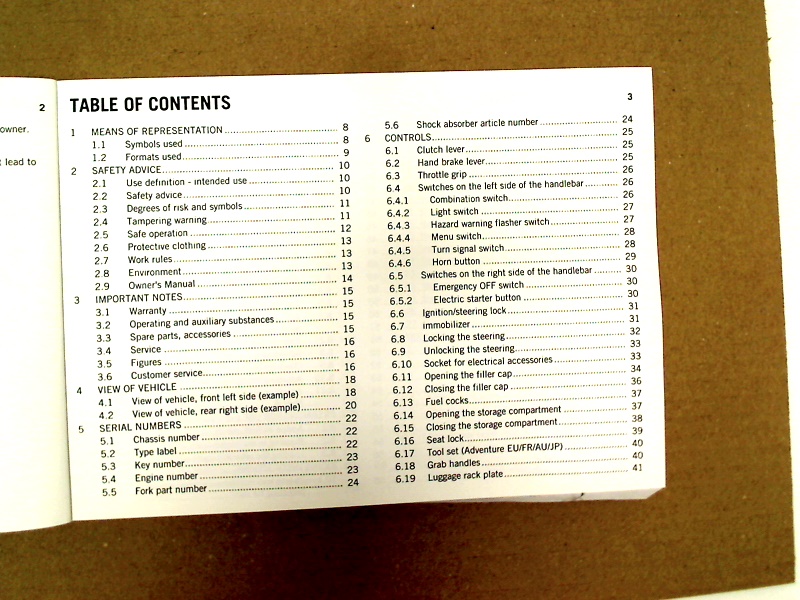 2
owner.
lead to
TABLE OF CONTENTS
3
1 MEANS OF REPRESENTATION 8
1.1 Symbols used 8
1.2 Formats used 9
2 SAFETY ADVICE 10
2.1 Use definition - intended use 10
2.2 Safety advice 10
2.3 Degrees of risk and symbols 11
2.4 Tampering warning 11
2.5 Safe operation 12
2.6 Protective clothing 13
2.7 Work rules 13
2.8 Environment 13
2.9 Owner's Manual 14
3 IMPORTANT NOTES 15
3.1 Warranty 15
3.2 Operating and auxiliary substances 15
3.3 Spare parts, accessories 15
3.4 Service 16
3.5 Figures 16
3.6 Customer service 16
4 VIEW OF VEHICLE 18
4.1 View of vehicle, front left side (example) 18
4.2 View of vehicle, rear right side (example) 20
5 SERIAL NUMBERS 22
5.1 Chassis number 22
5.2 Type label 22
5.3 Key number 23
5.4 Engine number 23
5.5 Fork part number 24
5.6 Shock absorber article number 24
6 CONTROLS 25
6.1 Clutch lever 25
6.2 Hand brake lever 25
6.3 Throttle grip 26
6.4 Switches on the left side of the handlebar 26
6.4.1 Combination switch 26
6.4.2 Light switch 27
6.4.3 Hazard warning flasher switch 27
6.4.4 Menu switch 28
6.4.5 Turn signal switch 28
6.4.6 Horn button 29
6.5 Switches on the right side of the handlebar 30
6.5.1 Emergency OFF switch 30
6.5.2 Electric starter button 30
6.6 Ignition/steering lock 31
6.7 immobilizer 31
6.8 Locking the steering 32
6.9 Unlocking the steering 33
6.10 Socket for electrical accessories 33
6.11 Opening the filler cap 34
6.12 Closing the filler cap 36
6.13 Fuel cocks 37
6.14 Opening the storage compartment 37
6.15 Closing the storage compartment 38
6.16 Seat lock 39
6.17 Tool set (Adventure EU/FR/AU/JP) 40
6.18 Grab handles 40
6.19 Luggage rack plate 41